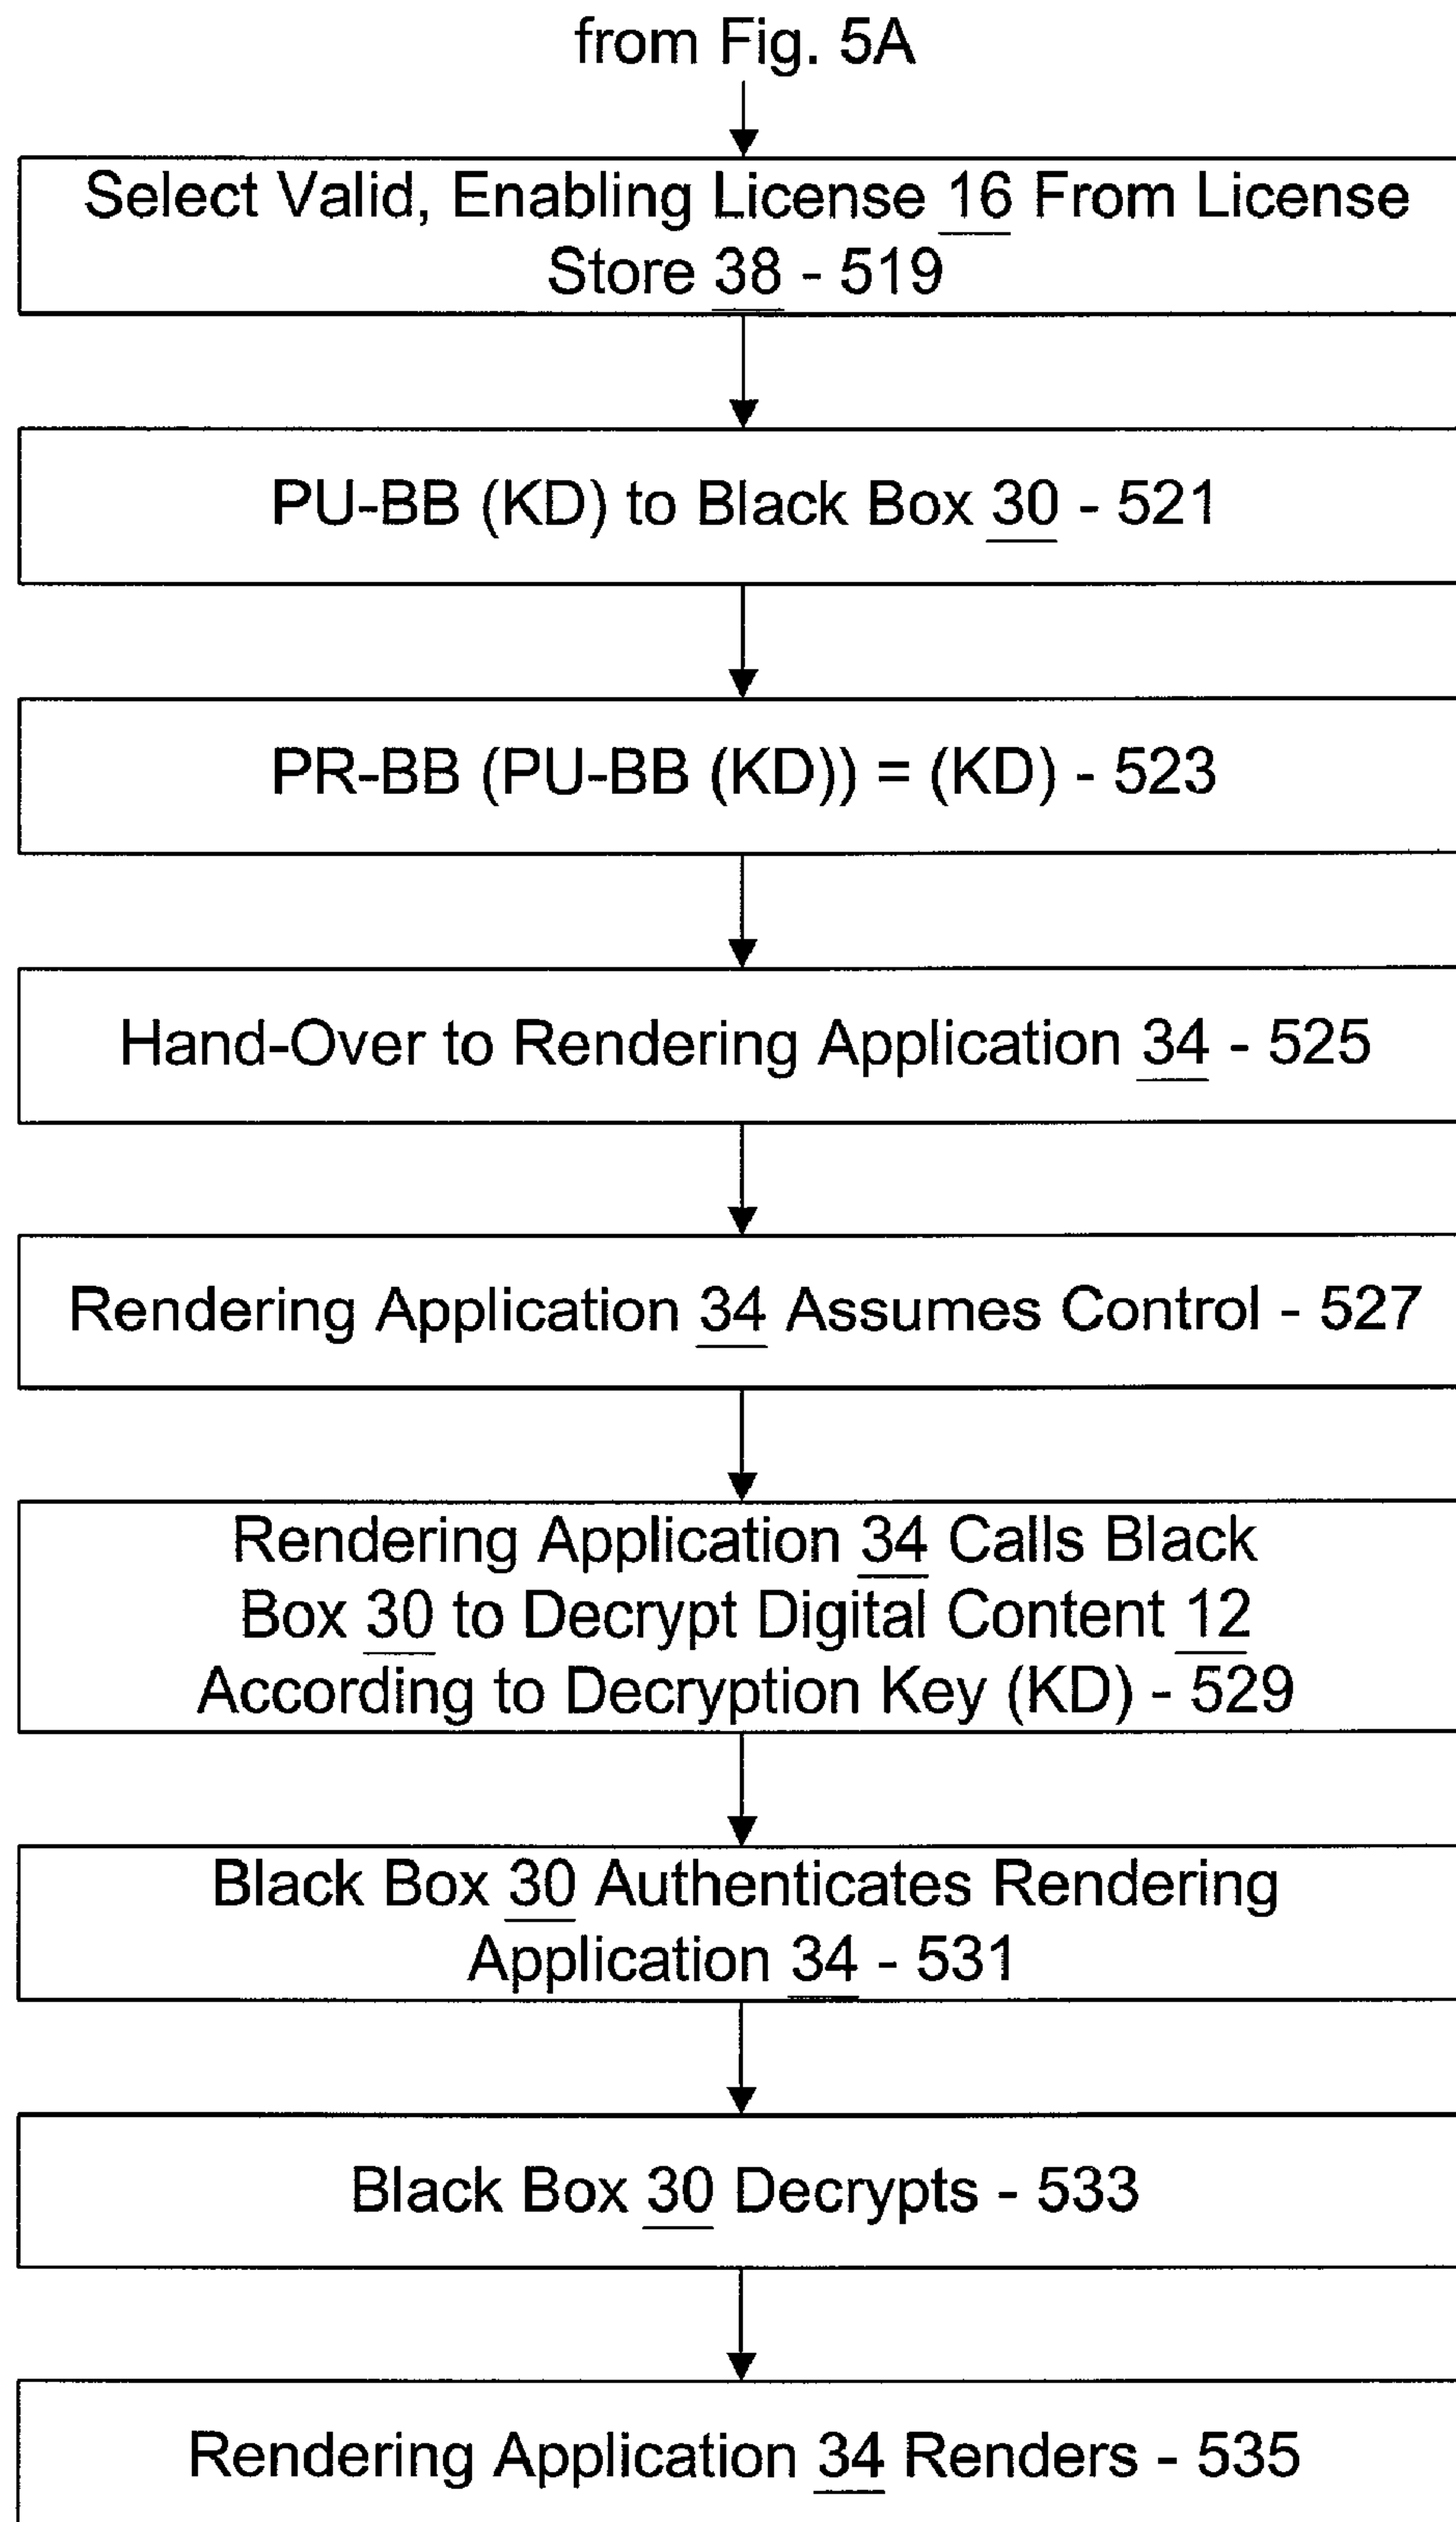 from Fig. 5A
Select Valid, Enabling License 16 From License
Store 38 - 519
PU-BB (KD) to Black Box 30 - 521
PR-BB (PU-BB (KD)) = (KD) - 523
Hand-Over to Rendering Application 34 - 525
Rendering Application 34 Assumes Control - 527
Rendering Application 34 Calls Black
Box 30 to Decrypt Digital Content 12
According to Decryption Key (KD) - 529
Black Box 30 Authenticates Rendering
Application 34 - 531
Black Box 30 Decrypts - 533
Rendering Application 34 Renders - 535